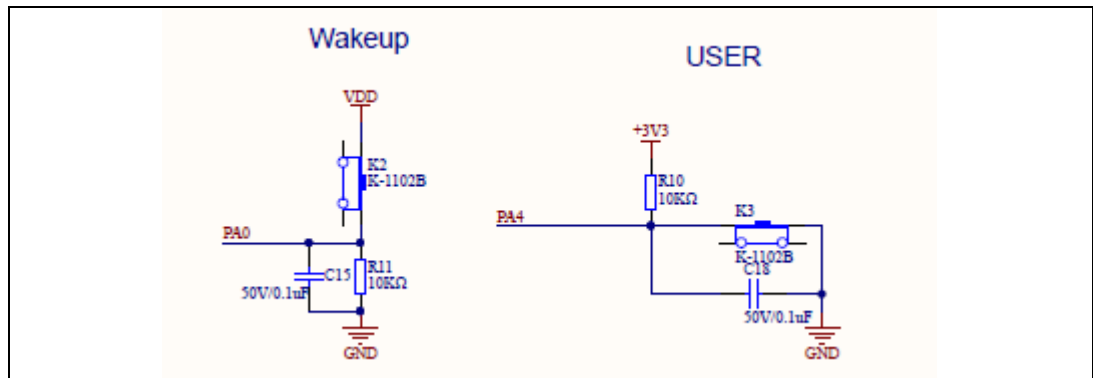 Wakeup
USER
VDD
+3V3
K2
K-1102B
R10
10KΩ
K3
PA4
PA0
K-1102B
C15
R11
10KΩ
C18
50V/0.1uF
50V/0.1uF
GND
GND